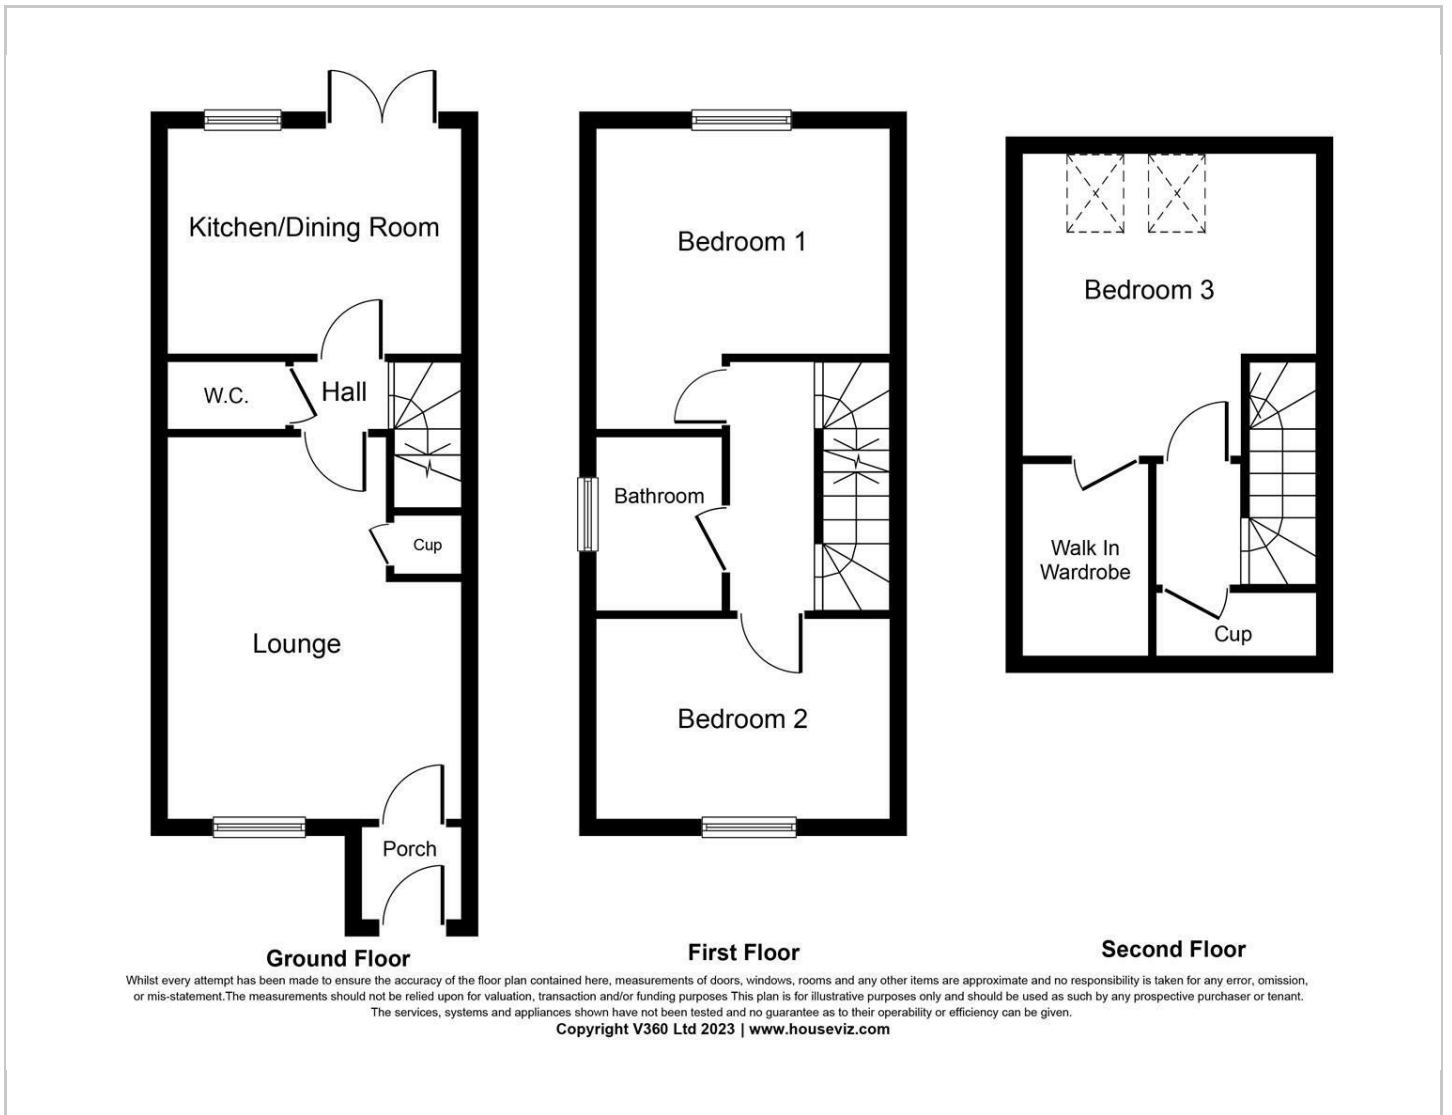 Kitchen/Dining Room
W.C.
Hall
Cup
Lounge
Porch
Ground Floor
Bedroom 1
Bathroom
Bedroom 2
First Floor
Bedroom 3
Walk In
Wardrobe
Cup
Second Floor
Whilst every attempt has been made to ensure the accuracy of the floor plan contained here, measurements of doors, windows, rooms and any other items are approximate and no responsibility is taken for any error, omission,
or mis-statement.The measurements should not be relied upon for valuation, transaction and/or funding purposes This plan is for illustrative purposes only and should be used as such by any prospective purchaser or tenant.
The services, systems and appliances shown have not been tested and no guarantee as to their operability or efficiency can be given.
Copyright V360 Ltd 2023 | www.houseviz.com